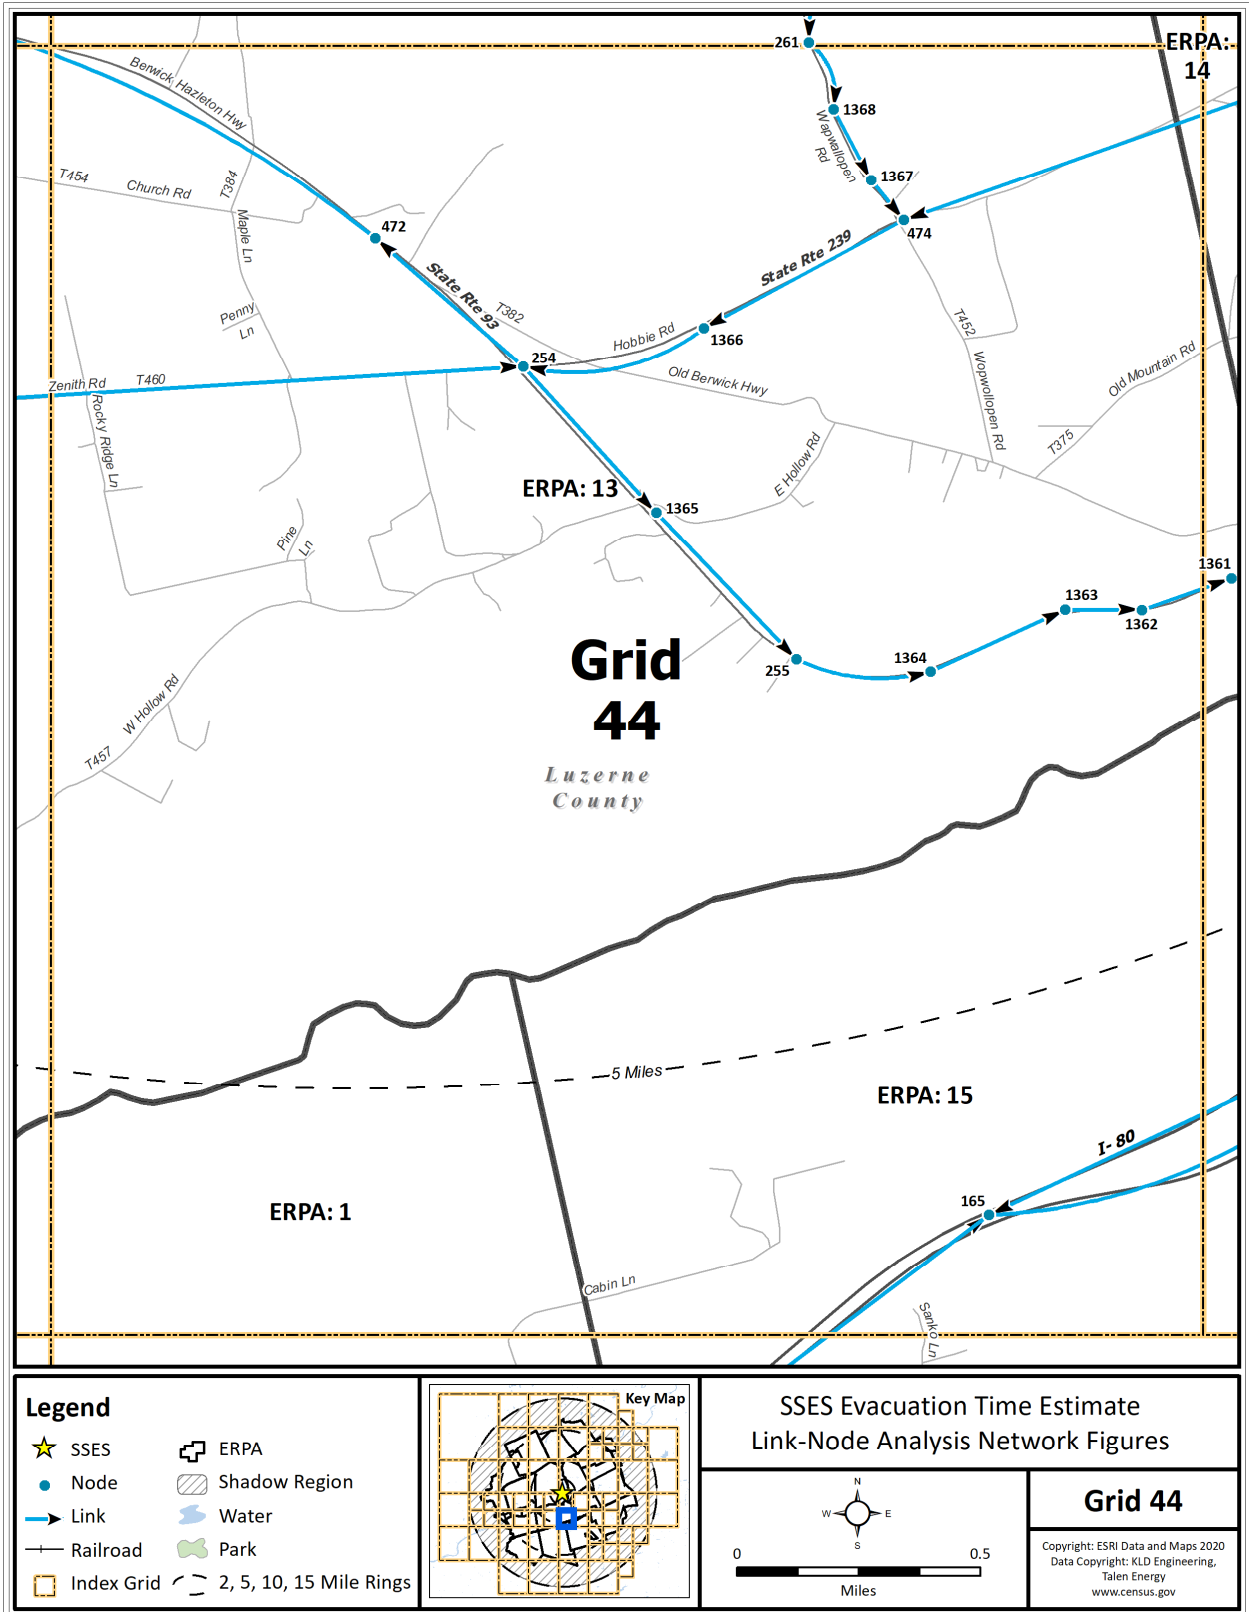 261
ERPA:
14
Berwick Hazleton Hwy
1368
Wapwallopen
Rd
T454
Church Rd
T384
1367
Maple Ln
472
474
State Rte 239
State Rte 93
T382
Penny
Ln
Hobbie Rd
1366
T452
254
Zenith Rd
T460
Old Berwick Hwy
Wopwollopen Rd
Old Mountain Rd
Rocky Ridge Ln
E Hollow Rd
T375
ERPA: 13
1365
Pine
Ln
1361
1363
1362
Grid
44
255
1364
W Hollow Rd
T457
Luzerne
County
5 Miles
ERPA: 15
I- 80
165
ERPA: 1
Cabin Ln
Sanko Ln
Legend
SSES
ERPA
Node
Shadow Region
Link
Water
Railroad
Park
Index Grid
2, 5, 10, 15 Mile Rings
Key Map
SSES Evacuation Time Estimate
Link-Node Analysis Network Figures
N
W
E
S
0
0.5
Miles
Grid 44
Copyright: ESRI Data and Maps 2020
Data Copyright: KLD Engineering,
Talen Energy
www.census.gov